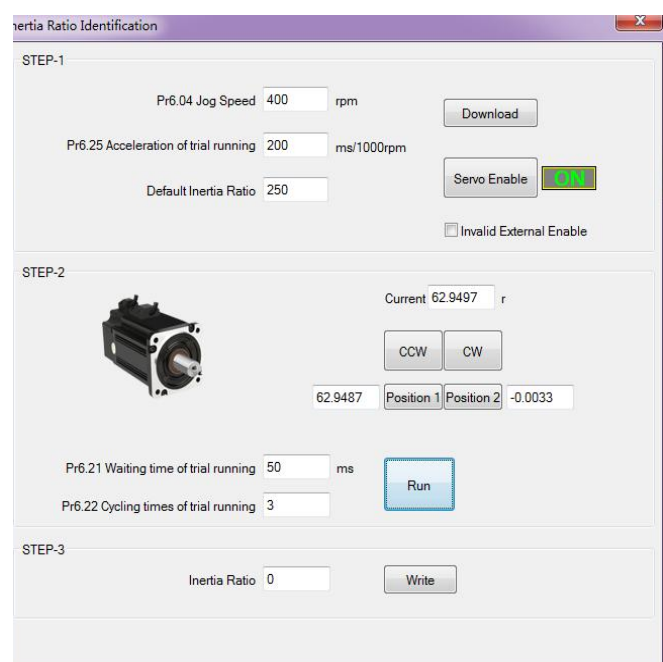 nertia Ratio Identification
x
STEP-1
Pr6.04 Jog Speed 400 rpm
Download
Pr6.25 Acceleration of trial running 200 ms/1000rpm
Servo Enable ON
Default Inertia Ratio 250
Invalid External Enable
STEP-2
Current 62.9497 r
CCW CW
62.9487 Position 1 Position 2 -0.0033
Pr6.21 Waiting time of trial running 50 ms
Run
Pr6.22 Cycling times of trial running 3
STEP-3
Inertia Ratio 0 Write